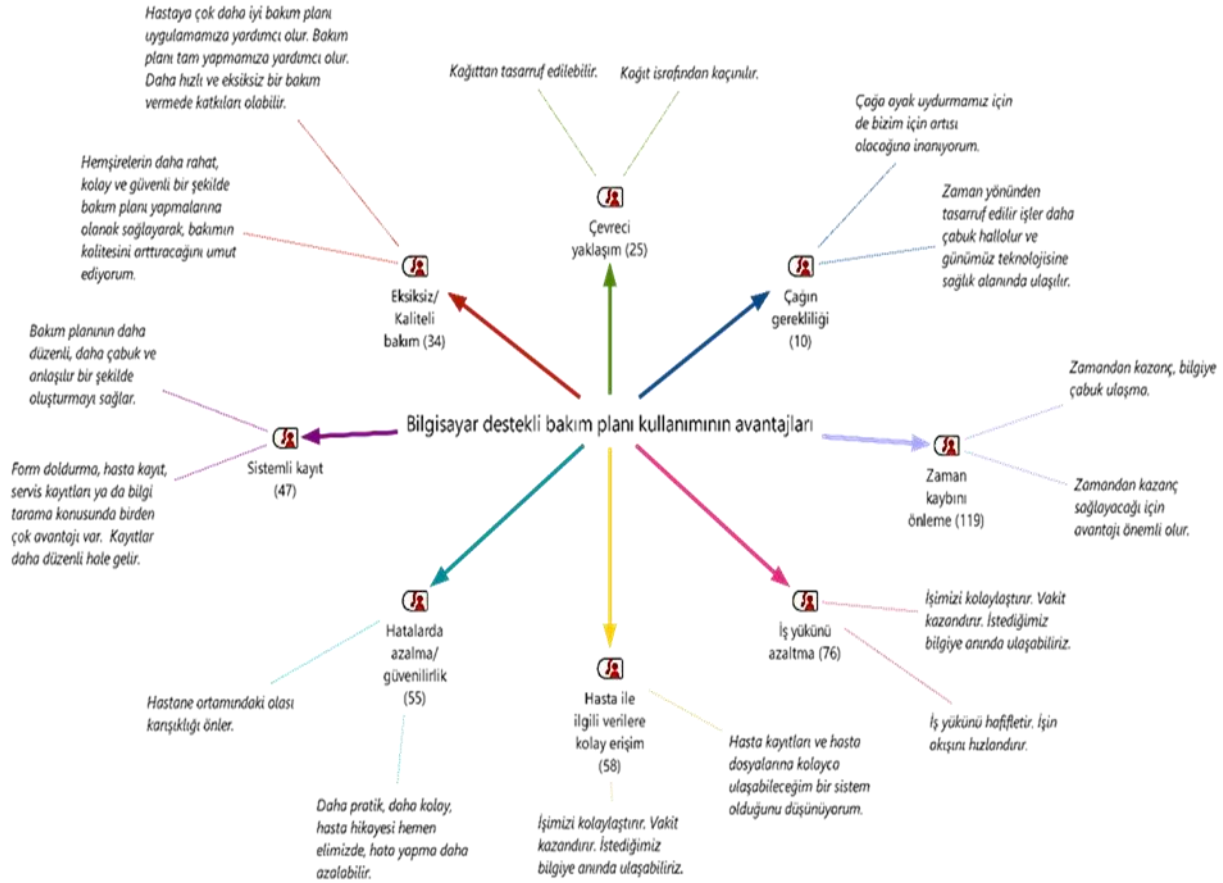 Hastaya çok daha iyi bakım planı
uygulamamıza yardımcı olur. Bakım
planı tam yapmamıza yardımcı olur.
Daha hızlı ve eksiksiz bir bakım
vermede katkıları olabilir.
Kağıttan tasarruf edilebilir.
Kağıt israfından kaçınılır.
Çağa ayak uydurmamız için
de bizim için artısı
olacağına inanıyorum.
Hemşirelerin daha rahat,
kolay ve güvenli bir şekilde
bakım planı yapmalarına
olanak sağlayarak, bakımın
kalitesini arttıracağını umut
ediyorum.
Zaman yönünden
tasarruf edilir işler daha
çabuk hallolur ve
günümüz teknolojisine
sağlık alanında ulaşılır.
Çevreci
yaklaşım (25)
Eksiksiz/
Kaliteli
bakım (34)
Çağın
gerekliliği
(10)
Bakım planının daha
düzenli, daha çabuk ve
anlaşılır bir şekilde
oluşturmayı sağlar.
Zamandan kazanç, bilgiye
çabuk ulaşma.
Bilgisayar destekli bakım planı kullanımının avantajları
Sistemli kayıt
(47)
Zaman
kaybını
önleme (119)
Form doldurma, hasta kayıt,
servis kayıtları ya da bilgi
tarama konusunda birden
çok avantajı var. Kayıtlar
daha düzenli hale gelir.
Zamandan kazanç
sağlayacağı için
avantajı önemli olur.
Hatalarda
azalma/
güvenilirlik
(55)
İş yükünü
azaltma (76)
İşimizi kolaylaştırır. Vakit
kazandırır. İstediğimiz
bilgiye anında ulaşabiliriz.
Hasta ile
ilgili verilere
kolay erişim
(58)
Hastane ortamındaki olası
karışıklığı önler.
İş yükünü hafifletir. İşin
akışını hızlandırır.
Hasta kayıtları ve hasta
dosyalarına kolayca
ulaşabileceğim bir sistem
olduğunu düşünüyorum.
Daha pratik, daha kolay,
hasta hikayesi hemen
elimizde, hata yapma daha
azalabilir.
İşimizi kolaylaştırır. Vakit
kazandırır. İstediğimiz
bilgiye anında ulaşabiliriz.